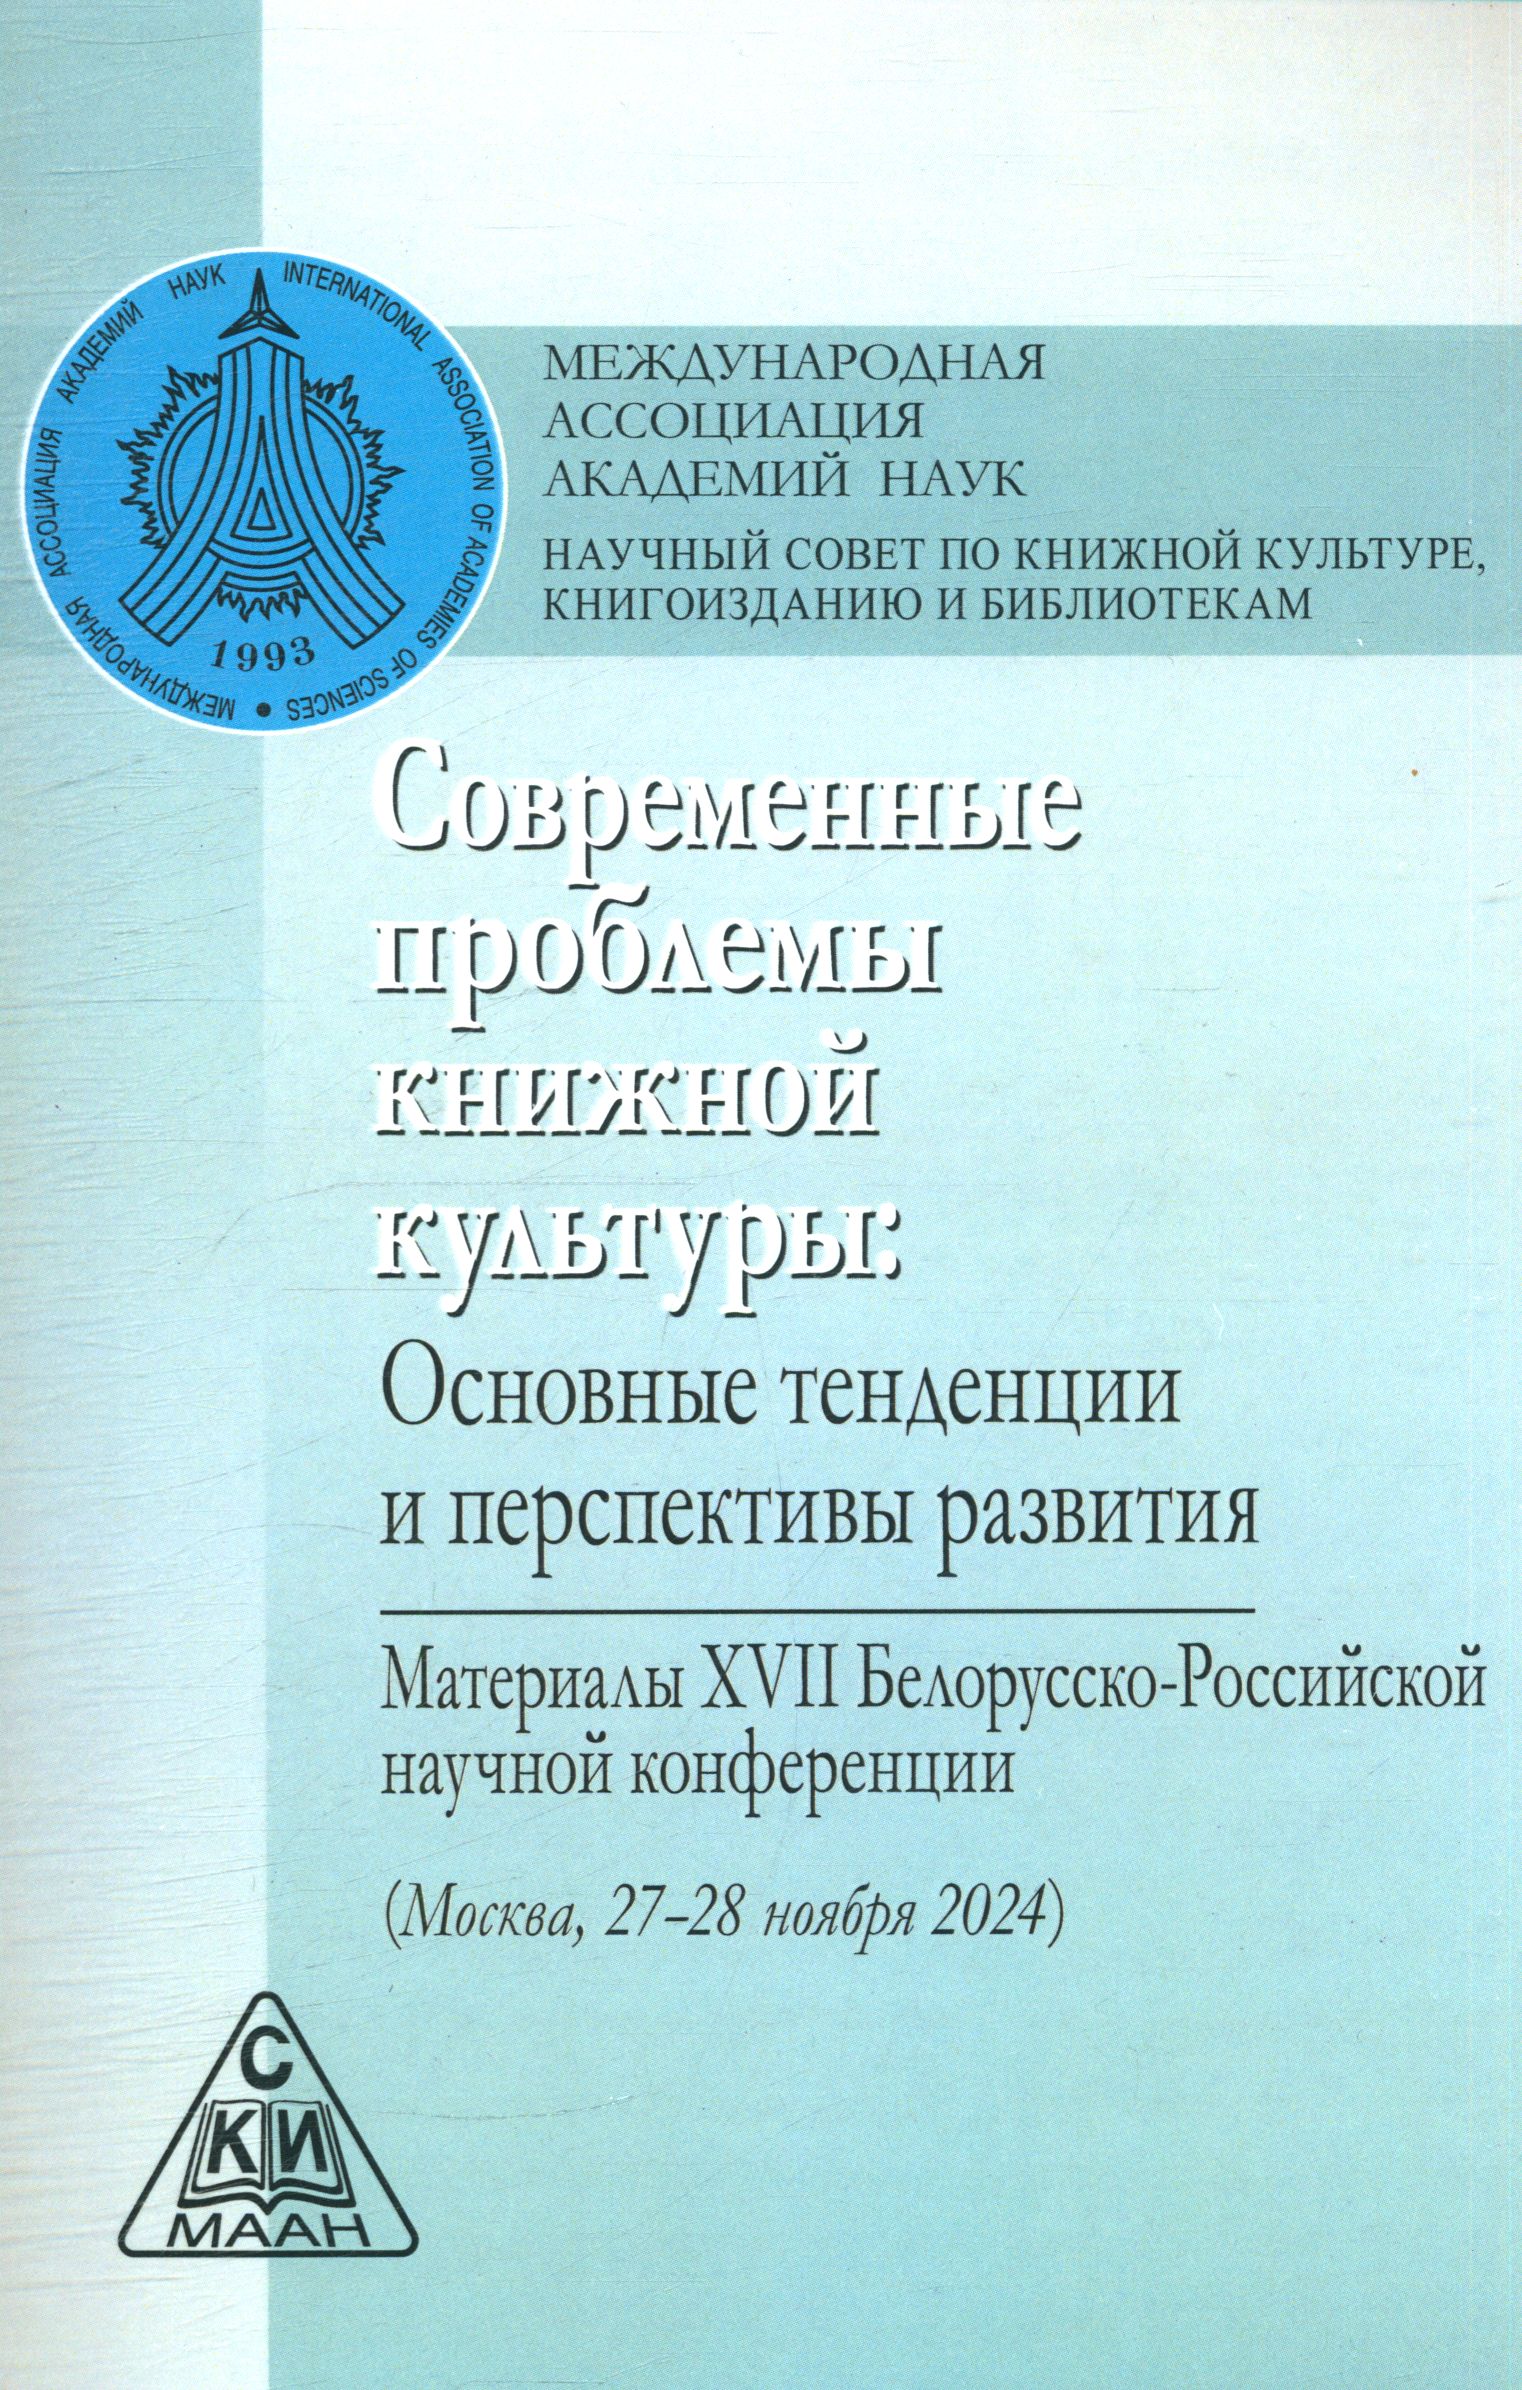 МЕЖДУНАРОДНАЯ АССОЦИАЦИЯ АКАДЕМИЙ НАУК
INTERNATIONAL ASSOCIATION OF ACADEMIES OF SCIENCES •
1993
МЕЖДУНАРОДНАЯ
АССОЦИАЦИЯ
АКАДЕМИЙ НАУК
НАУЧНЫЙ СОВЕТ ПО КНИЖНОЙ КУЛЬТУРЕ,
КНИГОИЗДАНИЮ И БИБЛИОТЕКАМ
Современные
проблемы
книжной
культуры:
Основные тенденции
и перспективы развития
Материалы XVII Белорусско-Российской
научной конференции
(Москва, 27–28 ноября 2024)
С
КИ
МААН